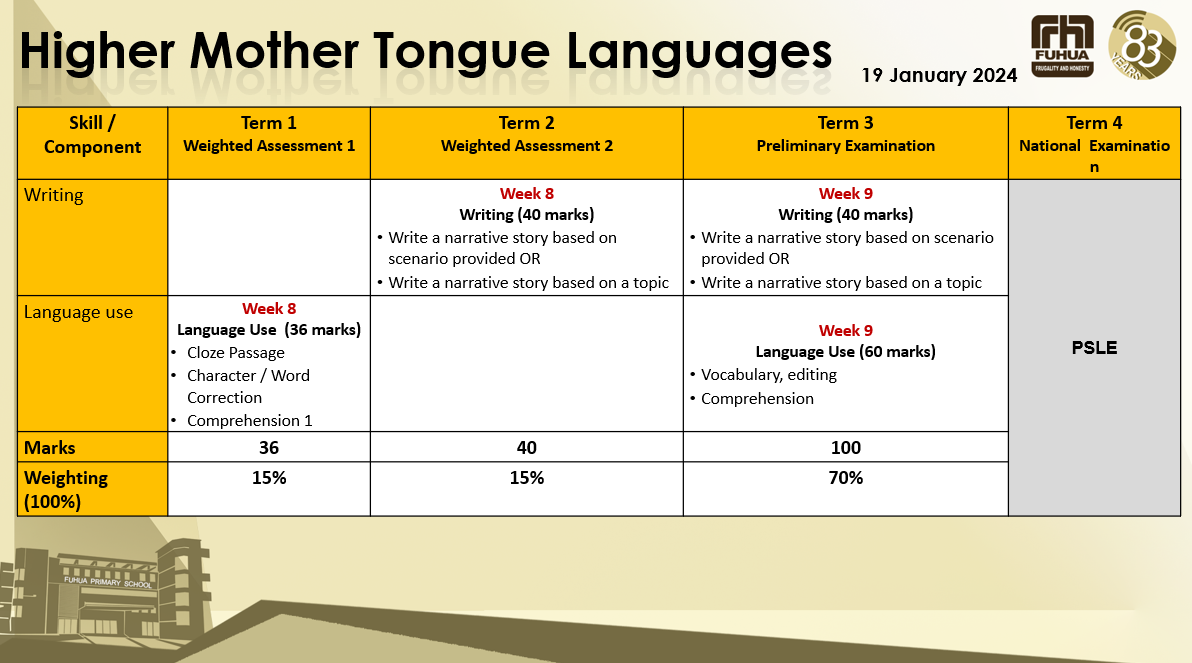 Higher Mother Tongue Languages
19 January 2024
FUHUA
FRUGALITY AND HONESTY
83
YEARS
Skill /
Component
Term 1
Weighted Assessment 1
Term 2
Weighted Assessment 2
Term 3
Preliminary Examination
Term 4
National Examinatio
n
Writing
Week 8
Writing (40 marks)
• Write a narrative story based on
scenario provided OR
• Write a narrative story based on a topic
Week 9
Writing (40 marks)
• Write a narrative story based on scenario
provided OR
• Write a narrative story based on a topic
PSLE
Language use
Week 8
Language Use (36 marks)
• Cloze Passage
• Character / Word
Correction
• Comprehension 1
Week 9
Language Use (60 marks)
• Vocabulary, editing
• Comprehension
Marks
36
40
100
Weighting
(100%)
15%
15%
70%
FUHUA PRIMARY SCHOOL